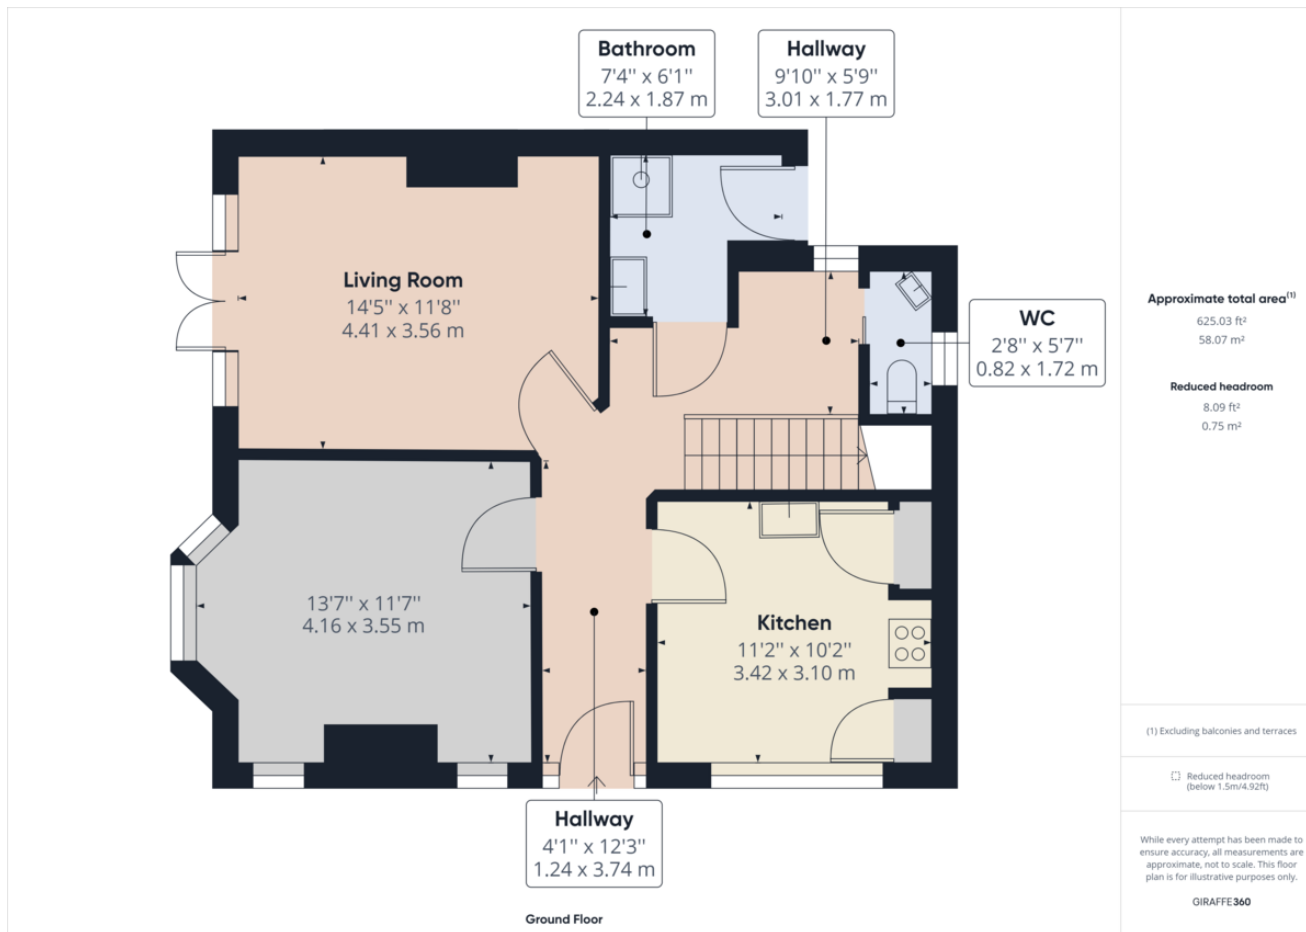 Bathroom
7'4'' x 6'1''
2.24 x 1.87 m
Hallway
9'10'' x 5'9''
3.01 x 1.77 m
Living Room
14'5'' x 11'8''
4.41 x 3.56 m
WC
2'8'' x 5'7''
0.82 x 1.72 m
13'7'' x 11'7''
4.16 x 3.55 m
Kitchen
11'2'' x 10'2''
3.42 x 3.10 m
Hallway
4'1'' x 12'3''
1.24 x 3.74 m
Ground Floor
Approximate total area(1)
625.03 ft²
58.07 m²
Reduced headroom
8.09 ft²
0.75 m²
(1) Excluding balconies and terraces
Reduced headroom
(below 1.5m/4.92ft)
While every attempt has been made to
ensure accuracy, all measurements are
approximate, not to scale. This floor
plan is for illustrative purposes only.
GIRAFFE360